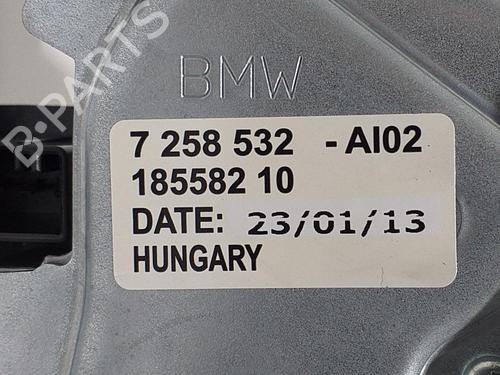 B-PARTS
BMW
7 258 532 -AI02
185582 10
DATE: 23/01/13
HUNGARY